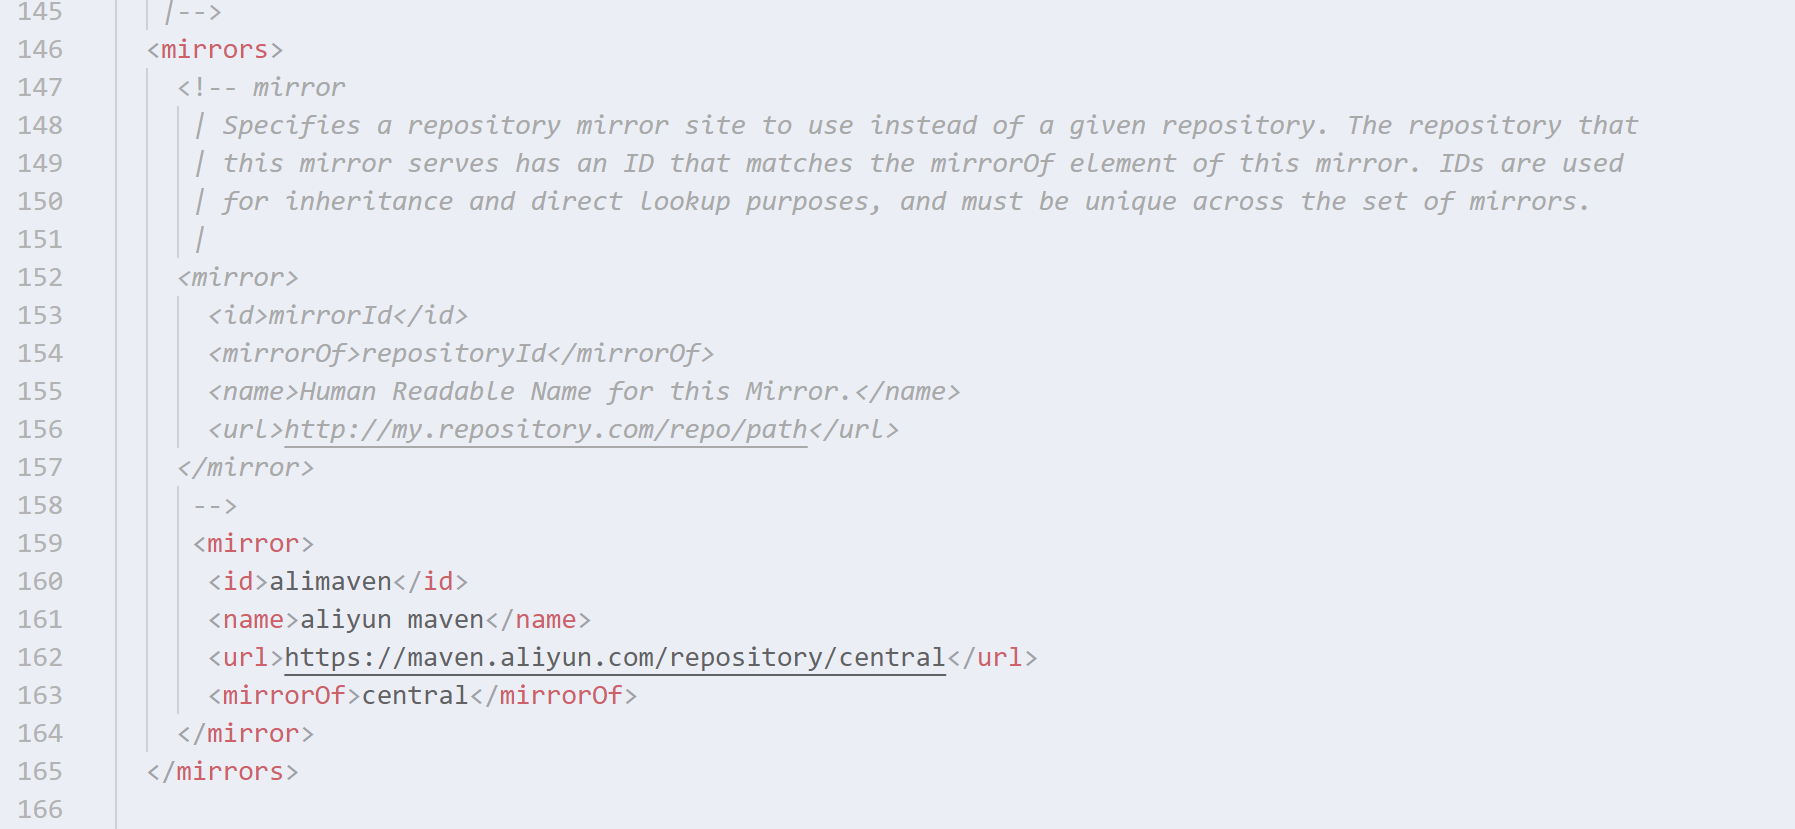 145 |-->
146 <mirrors>
147 <!-- mirror
148 | Specifies a repository mirror site to use instead of a given repository. The repository that
149 | this mirror serves has an ID that matches the mirrorOf element of this mirror. IDs are used
150 | for inheritance and direct lookup purposes, and must be unique across the set of mirrors.
151 |
152 <mirror>
153 <id>mirrorId</id>
154 <mirrorOf>repositoryId</mirrorOf>
155 <name>Human Readable Name for this Mirror.</name>
156 <url>http://my.repository.com/repo/path</url>
157 </mirror>
158 -->
159 <mirror>
160 <id>alimaven</id>
161 <name>aliyun maven</name>
162 <url>https://maven.aliyun.com/repository/central</url>
163 <mirrorOf>central</mirrorOf>
164 </mirror>
165 </mirrors>
166